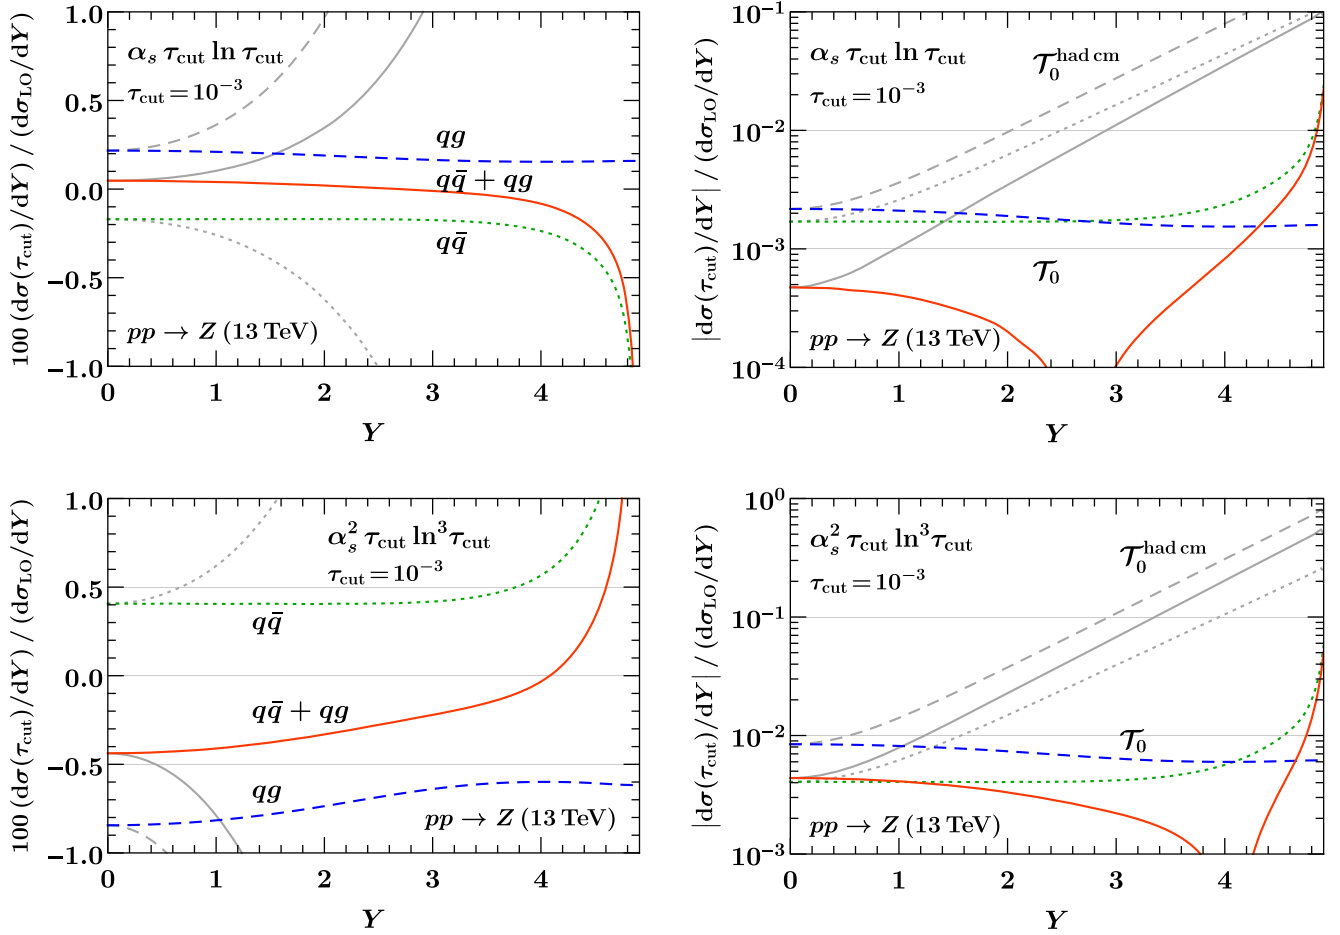 100 (dσ(τcut)/dY) / (dσLO/dY)
1.0
0.5
0.0
−0.5
−1.0
αs τcut ln τcut
τcut = 10−3
qg
qq̄ + qg
qq̄
pp → Z (13 TeV)
0 1 2 3 4
Y
|dσ(τcut)/dY| / (dσLO/dY)
10−1
10−2
10−3
10−4
αs τcut ln τcut
τcut = 10−3
𝒯0had cm
𝒯0
pp → Z (13 TeV)
0 1 2 3 4
Y
100 (dσ(τcut)/dY) / (dσLO/dY)
1.0
0.5
0.0
−0.5
−1.0
αs2 τcut ln3 τcut
τcut = 10−3
qq̄
qq̄ + qg
qg
pp → Z (13 TeV)
0 1 2 3 4
Y
|dσ(τcut)/dY| / (dσLO/dY)
100
10−1
10−2
10−3
αs2 τcut ln3 τcut
τcut = 10−3
𝒯0had cm
𝒯0
pp → Z (13 TeV)
0 1 2 3 4
Y